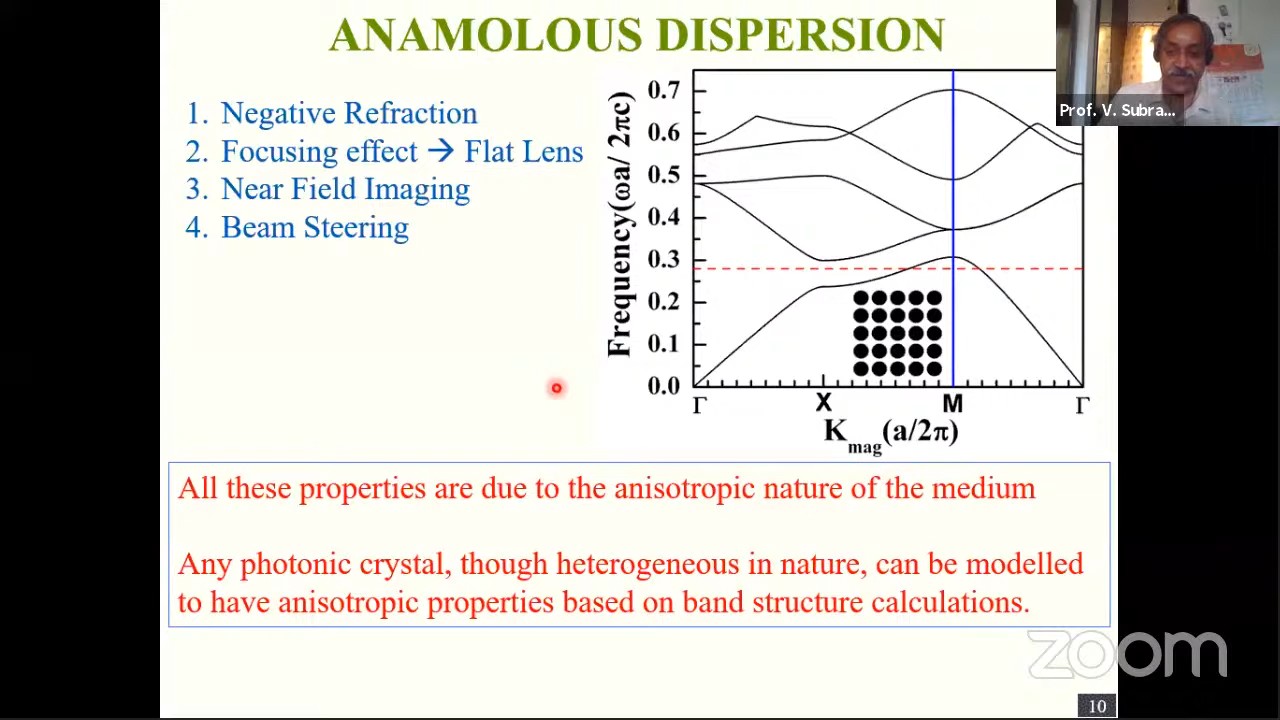 ANAMOLOUS DISPERSION
Prof. V. Subra...
1. Negative Refraction
2. Focusing effect → Flat Lens
3. Near Field Imaging
4. Beam Steering
Frequency(ωa/ 2πc)
0.7
0.6
0.5
0.4
0.3
0.2
0.1
0.0
Γ X M Γ
Kmag(a/2π)
All these properties are due to the anisotropic nature of the medium
Any photonic crystal, though heterogeneous in nature, can be modelled
to have anisotropic properties based on band structure calculations.
zoom
10